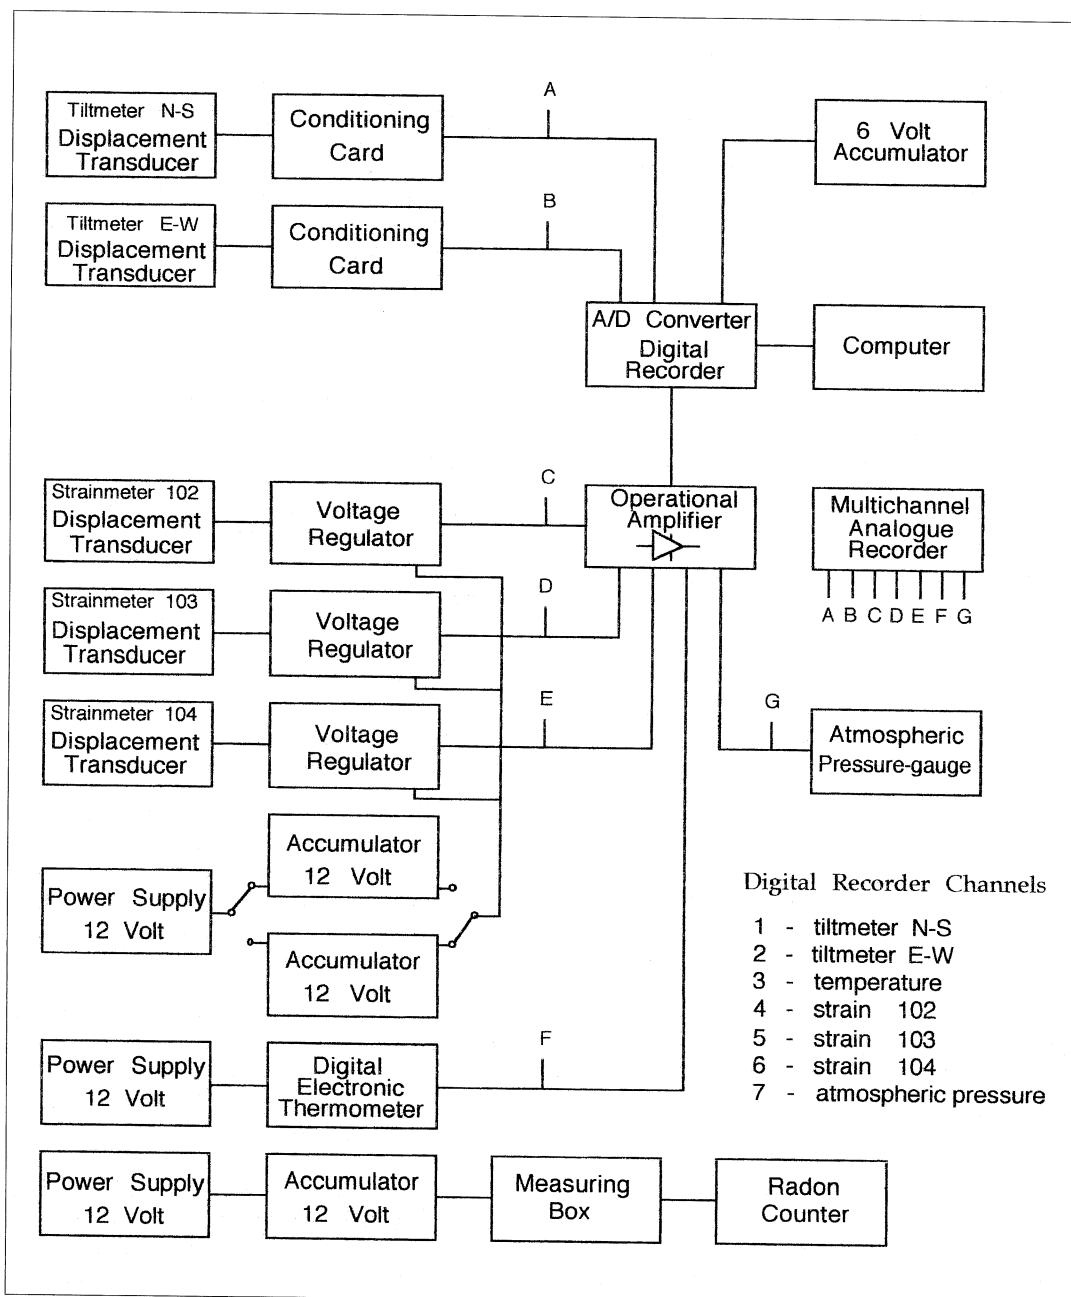 A
Tiltmeter N-S
Displacement
Transducer
Conditioning
Card
6 Volt
Accumulator
B
Tiltmeter E-W
Displacement
Transducer
Conditioning
Card
A/D Converter
Digital
Recorder
Computer
C
Strainmeter 102
Displacement
Transducer
Voltage
Regulator
Operational
Amplifier
Multichannel
Analogue
Recorder
A B C D E F G
D
Strainmeter 103
Displacement
Transducer
Voltage
Regulator
E
Strainmeter 104
Displacement
Transducer
Voltage
Regulator
G
Atmospheric
Pressure-gauge
Accumulator
12 Volt
Power Supply
12 Volt
Accumulator
12 Volt
Digital Recorder Channels
1 - tiltmeter N-S
2 - tiltmeter E-W
3 - temperature
4 - strain 102
5 - strain 103
6 - strain 104
7 - atmospheric pressure
F
Power Supply
12 Volt
Digital
Electronic
Thermometer
Power Supply
12 Volt
Accumulator
12 Volt
Measuring
Box
Radon
Counter